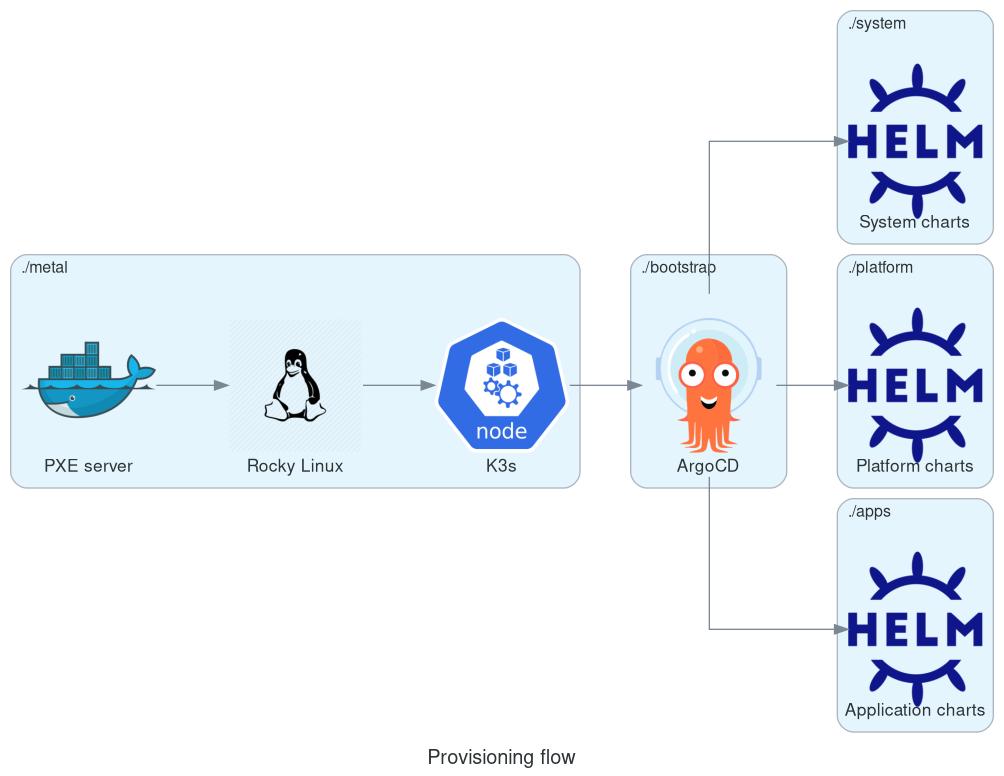 ./system
HELM
System charts
./metal
PXE server
Rocky Linux
node
K3s
./bootstrap
ArgoCD
./platform
HELM
Platform charts
./apps
HELM
Application charts
Provisioning flow